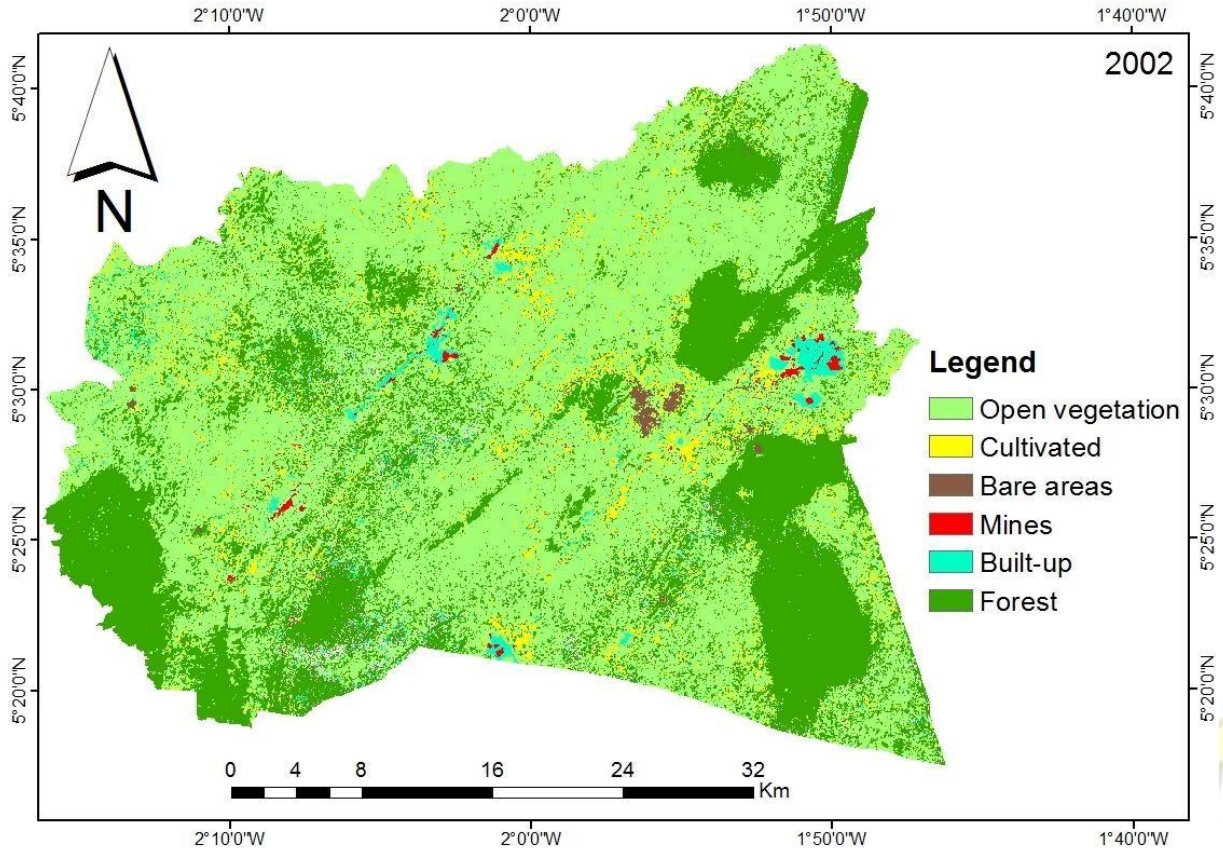 2°10'0"W 2°0'0"W 1°50'0"W 1°40'0"W
2002
5°40'0"N 5°40'0"N
N
5°35'0"N 5°35'0"N
5°30'0"N 5°30'0"N
Legend
Open vegetation
Cultivated
Bare areas
Mines
Built-up
Forest
5°25'0"N 5°25'0"N
5°20'0"N 5°20'0"N
0 4 8 16 24 32
Km
2°10'0"W 2°0'0"W 1°50'0"W 1°40'0"W